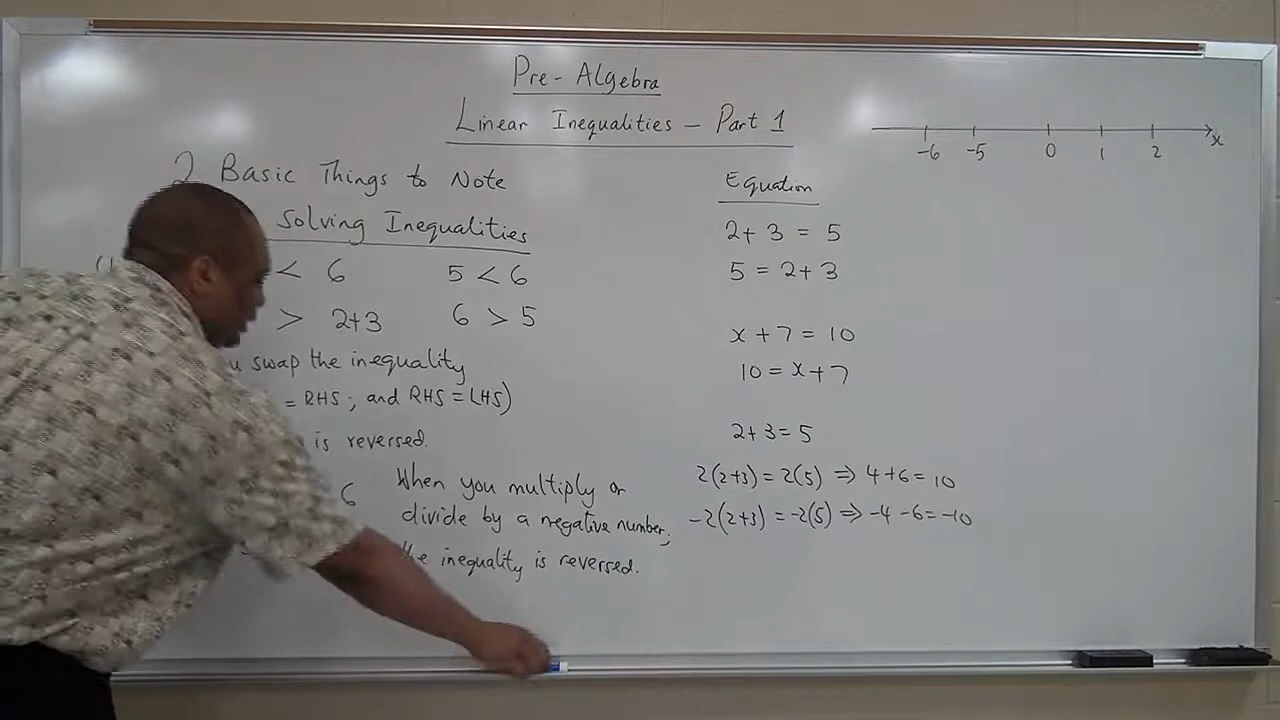 Pre-Algebra
Linear Inequalities - Part 1
2 Basic Things to Note
Solving Inequalities
< 6 5 < 6
> 2+3 6 > 5
swap the inequality
= RHS; and RHS = LHS)
is reversed.
6 When you multiply or
divide by a negative number,
the inequality is reversed.
Equation
2+3 = 5
5 = 2+3
x + 7 = 10
10 = x+7
2+3 = 5
2(2+3) = 2(5) ⇒ 4+6 = 10
-2(2+3) = -2(5) ⇒ -4 -6 = -10
-6 -5 0 1 2 x